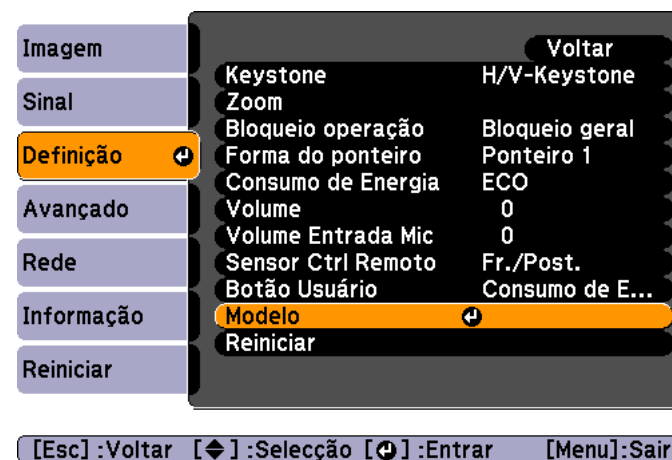 Imagem
Sinal
Definição
Avançado
Rede
Informação
Reiniciar
Voltar
Keystone H/V-Keystone
Zoom
Bloqueio operação Bloqueio geral
Forma do ponteiro Ponteiro 1
Consumo de Energia ECO
Volume 0
Volume Entrada Mic 0
Sensor Ctrl Remoto Fr./Post.
Botão Usuário Consumo de E...
Modelo
Reiniciar
[Esc] :Voltar [◆] :Selecção [↵] :Entrar [Menu]:Sair